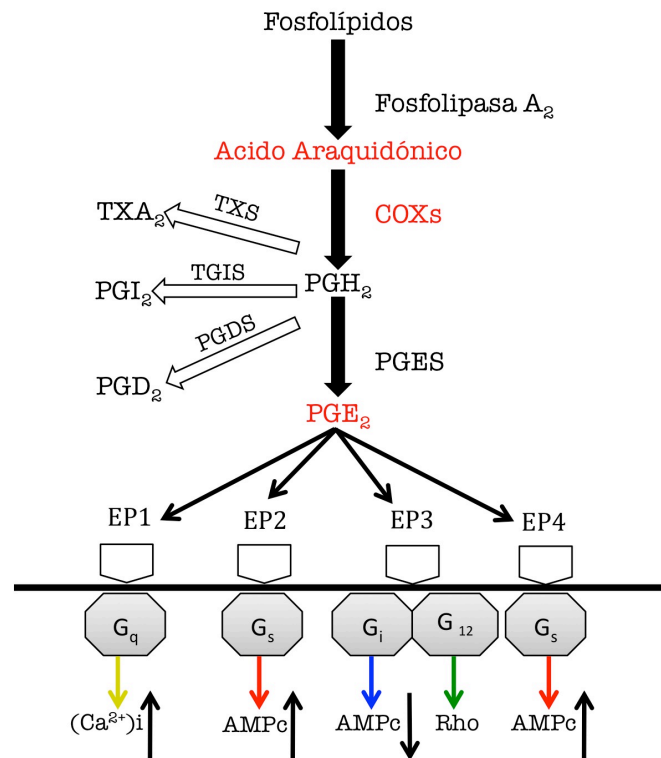 Fosfolípidos
Fosfolipasa A₂
Acido Araquidónico
COXs
TXS
TXA₂
TGIS
PGI₂
PGH₂
PGDS
PGD₂
PGES
PGE₂
EP1 EP2 EP3 EP4
Gq Gs Gi G12 Gs
(Ca²⁺)i AMPc AMPc Rho AMPc